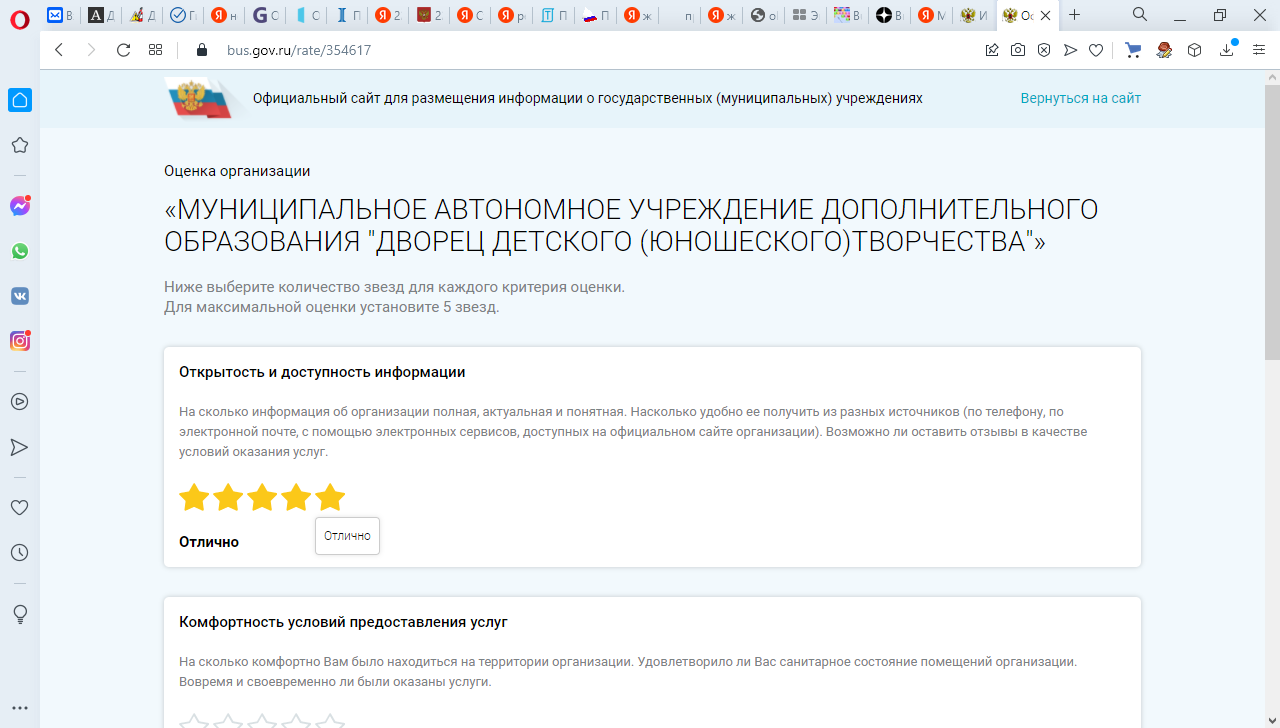 bus.gov.ru/rate/354617
Официальный сайт для размещения информации о государственных (муниципальных) учреждениях
Вернуться на сайт
Оценка организации
«МУНИЦИПАЛЬНОЕ АВТОНОМНОЕ УЧРЕЖДЕНИЕ ДОПОЛНИТЕЛЬНОГО
ОБРАЗОВАНИЯ "ДВОРЕЦ ДЕТСКОГО (ЮНОШЕСКОГО)ТВОРЧЕСТВА"»
Ниже выберите количество звезд для каждого критерия оценки.
Для максимальной оценки установите 5 звезд.
Открытость и доступность информации
На сколько информация об организации полная, актуальная и понятная. Насколько удобно ее получить из разных источников (по телефону, по
электронной почте, с помощью электронных сервисов, доступных на официальном сайте организации). Возможно ли оставить отзывы в качестве
условий оказания услуг.
Отлично
Отлично
Комфортность условий предоставления услуг
На сколько комфортно Вам было находиться на территории организации. Удовлетворило ли Вас санитарное состояние помещений организации.
Вовремя и своевременно ли были оказаны услуги.